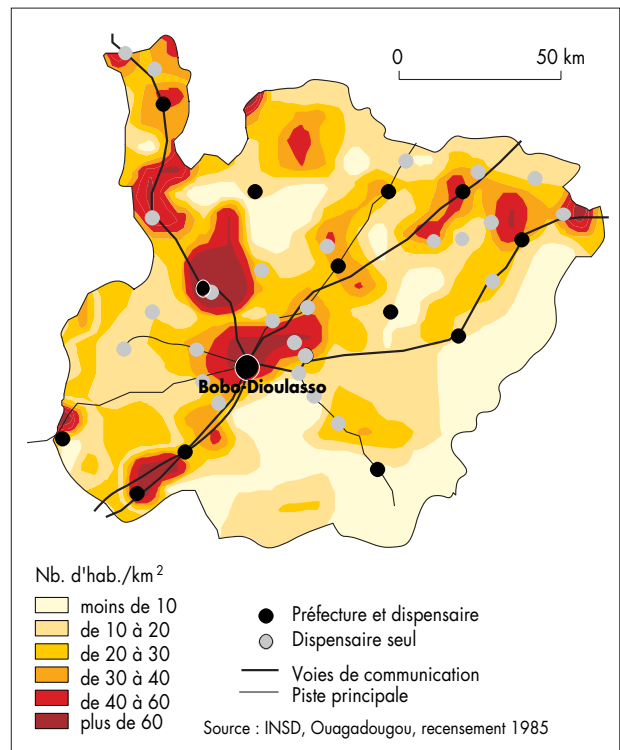 0 50 km
Bobo-Dioulasso
Nb. d'hab./km²
moins de 10
de 10 à 20
de 20 à 30
de 30 à 40
de 40 à 60
plus de 60
Préfecture et dispensaire
Dispensaire seul
Voies de communication
Piste principale
Source : INSD, Ouagadougou, recensement 1985